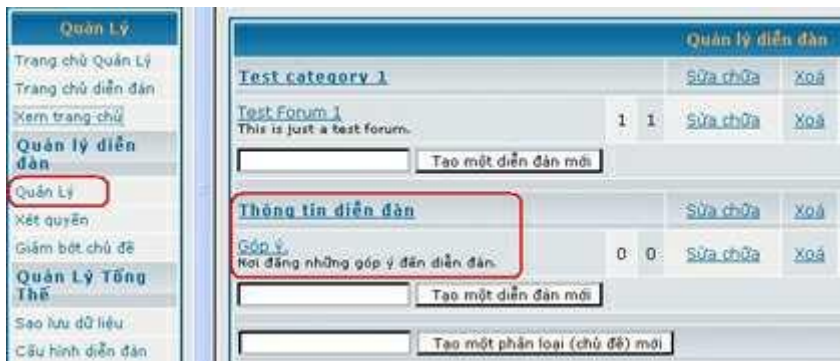 Quản Lý
Trang chủ Quản Lý
Trang chủ diễn đàn
Xem trang chủ
Quản lý diễn
đàn
Quản Lý
Xét quyền
Giảm bớt chủ đề
Quản Lý Tổng
Thể
Sao lưu dữ liệu
Cấu hình diễn đàn
Quản lý diễn đàn
Test category 1 Sửa chữa Xoá
Test Forum 1 1 1 Sửa chữa Xoá
This is just a test forum.
Tạo một diễn đàn mới
Thông tin diễn đàn Sửa chữa Xoá
Góp ý. 0 0 Sửa chữa Xoá
Nơi đăng những góp ý đến diễn đàn.
Tạo một diễn đàn mới
Tạo một phân loại (chủ đề) mới